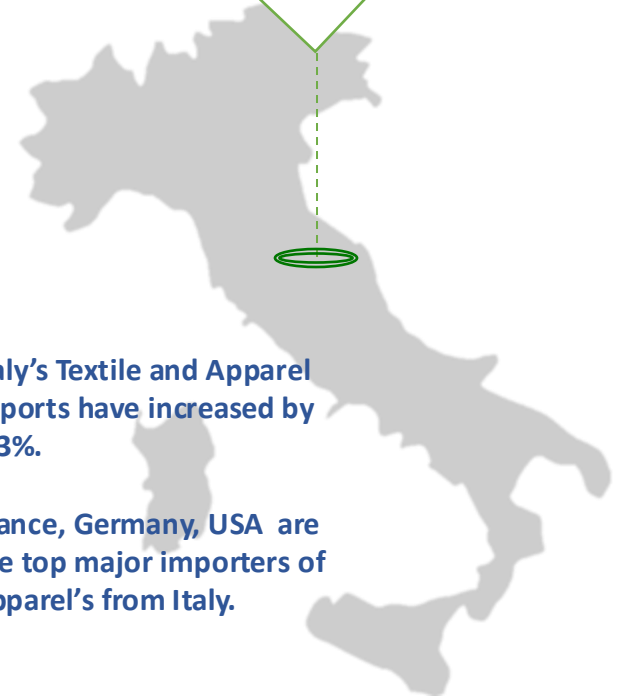 aly's Textile and Apparel
ports have increased by
3%.
ance, Germany, USA are
e top major importers of
pparel's from Italy.